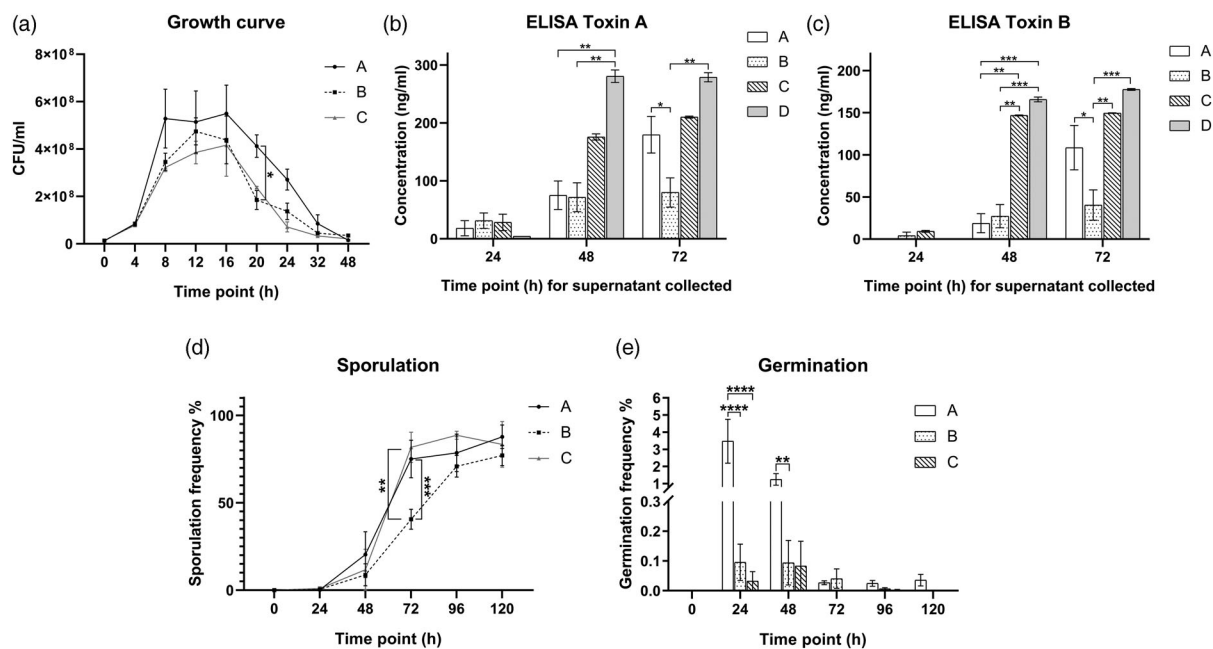 (a)
Growth curve
8×10⁸
6×10⁸
4×10⁸
2×10⁸
0
CFU/ml
0 4 8 12 16 20 24 32 48
Time point (h)
A
B
C
*
(b)
ELISA Toxin A
300
200
100
0
Concentration (ng/ml)
24 48 72
Time point (h) for supernatant collected
A
B
C
D
**
**
**
*
(c)
ELISA Toxin B
200
150
100
50
0
Concentration (ng/ml)
24 48 72
Time point (h) for supernatant collected
A
B
C
D
***
**
***
**
***
**
*
(d)
Sporulation
100
50
0
Sporulation frequency %
0 24 48 72 96 120
Time point (h)
A
B
C
**
***
(e)
Germination
6
5
4
3
2
1
0.3
0.2
0.1
0.0
Germination frequency %
0 24 48 72 96 120
Time point (h)
A
B
C
****
****
**